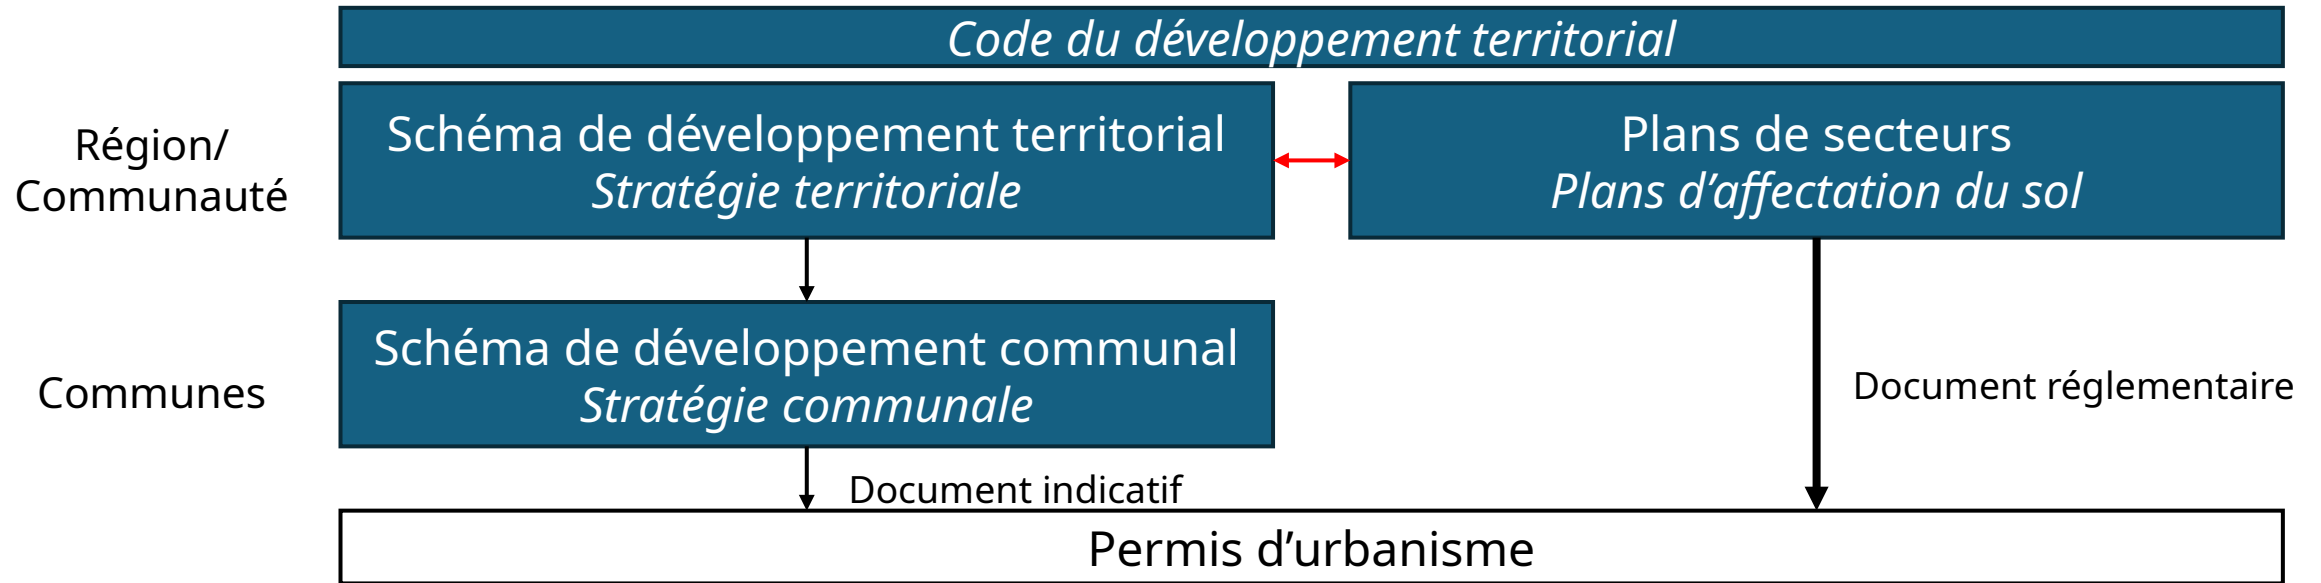 Code du développement territorial
Région/
Communauté
Schéma de développement territorial
Stratégie territoriale
Plans de secteurs
Plans d’affectation du sol
Communes
Schéma de développement communal
Stratégie communale
Document réglementaire
Document indicatif
Permis d’urbanisme